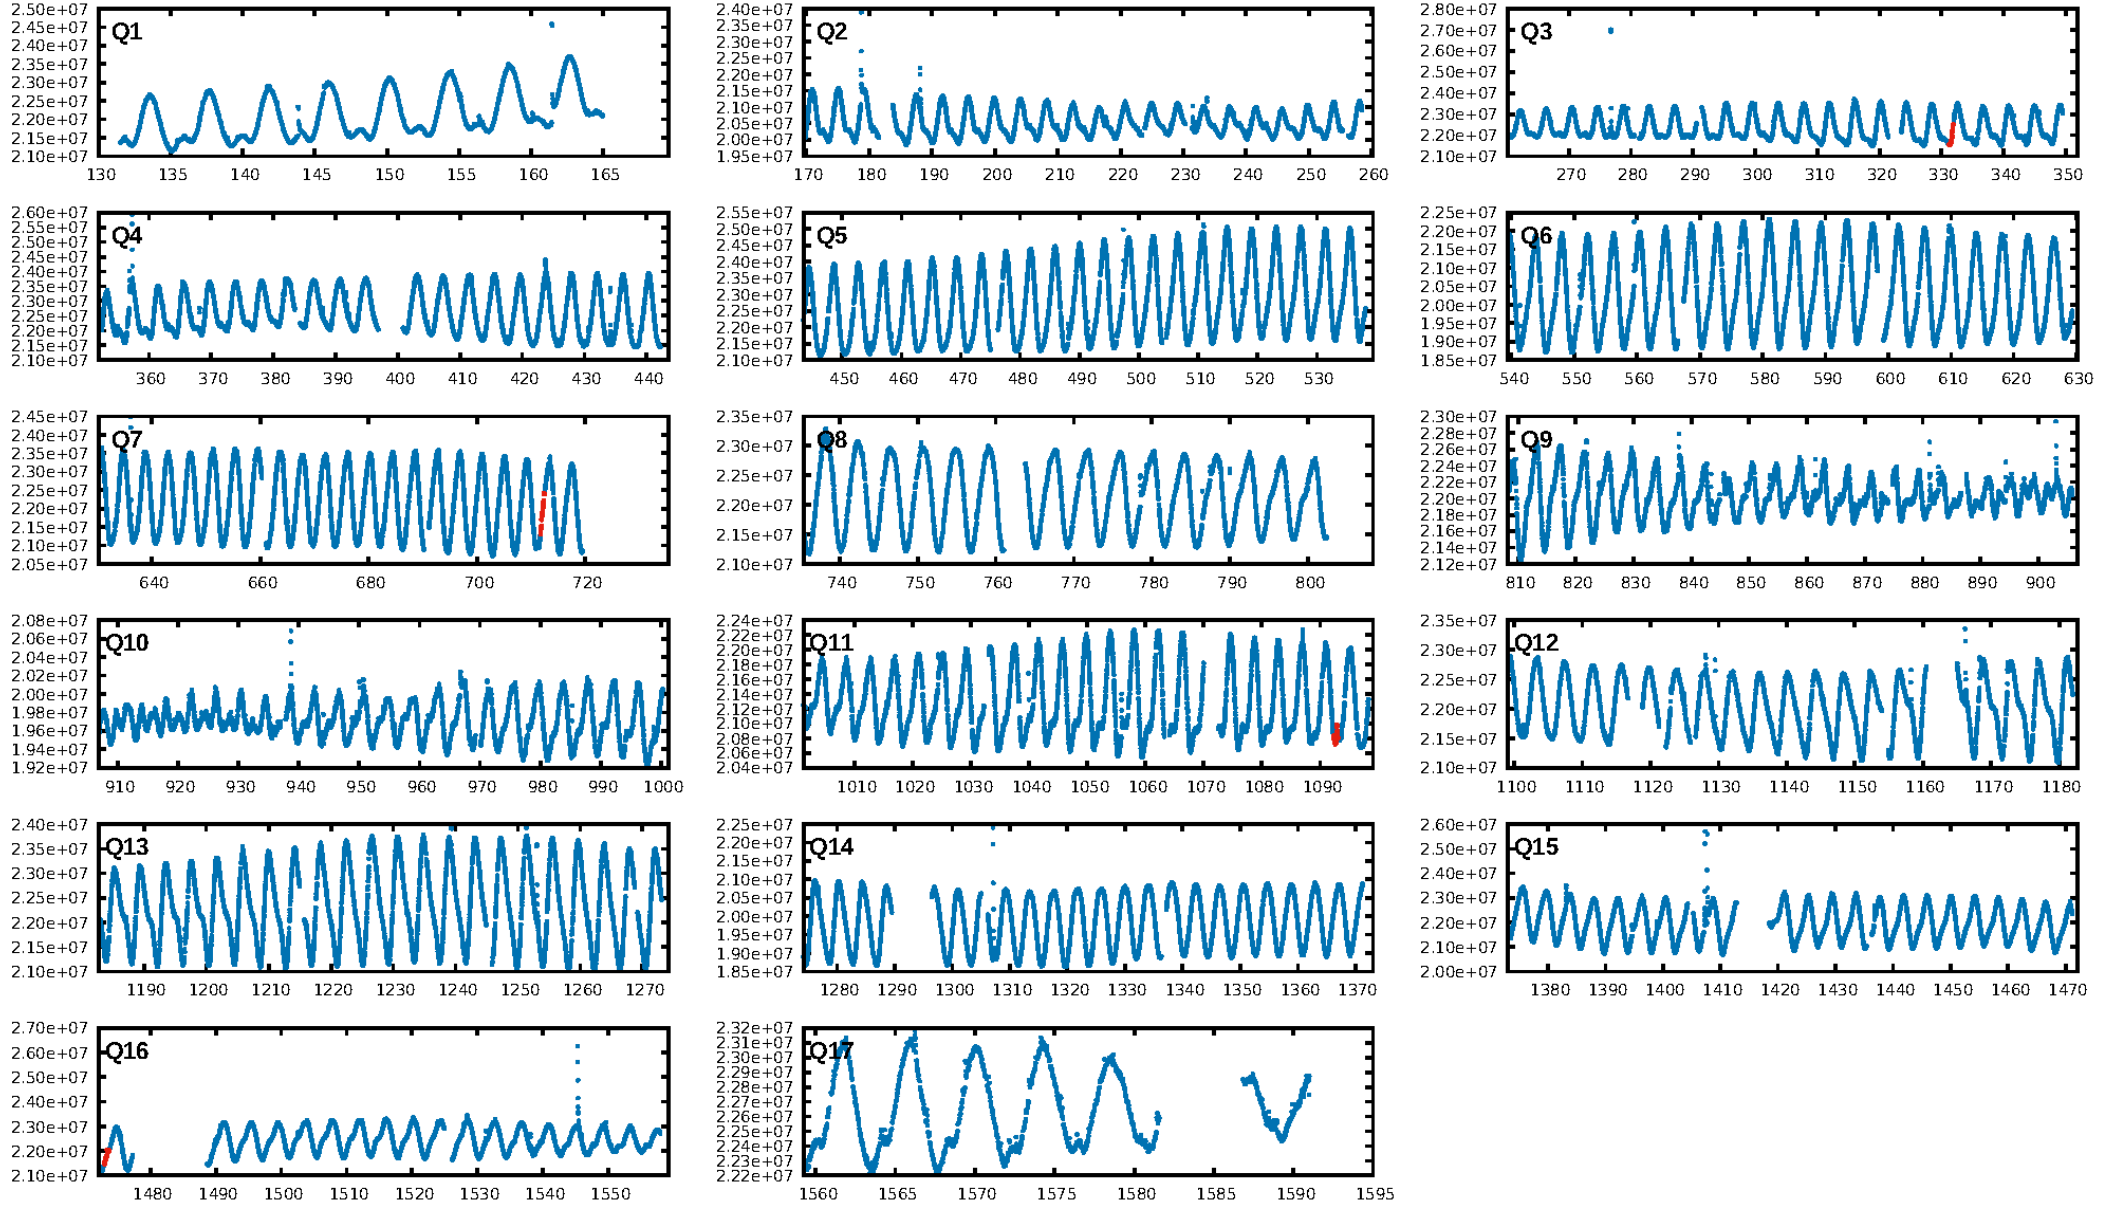 Q1
2.50e+07
2.45e+07
2.40e+07
2.35e+07
2.30e+07
2.25e+07
2.20e+07
2.15e+07
2.10e+07
130 135 140 145 150 155 160 165
Q2
2.40e+07
2.35e+07
2.30e+07
2.25e+07
2.20e+07
2.15e+07
2.10e+07
2.05e+07
2.00e+07
1.95e+07
170 180 190 200 210 220 230 240 250 260
Q3
2.80e+07
2.70e+07
2.60e+07
2.50e+07
2.40e+07
2.30e+07
2.20e+07
2.10e+07
270 280 290 300 310 320 330 340 350
Q4
2.60e+07
2.55e+07
2.50e+07
2.45e+07
2.40e+07
2.35e+07
2.30e+07
2.25e+07
2.20e+07
2.15e+07
2.10e+07
360 370 380 390 400 410 420 430 440
Q5
2.55e+07
2.50e+07
2.45e+07
2.40e+07
2.35e+07
2.30e+07
2.25e+07
2.20e+07
2.15e+07
2.10e+07
450 460 470 480 490 500 510 520 530
Q6
2.25e+07
2.20e+07
2.15e+07
2.10e+07
2.05e+07
2.00e+07
1.95e+07
1.90e+07
1.85e+07
540 550 560 570 580 590 600 610 620 630
Q7
2.45e+07
2.40e+07
2.35e+07
2.30e+07
2.25e+07
2.20e+07
2.15e+07
2.10e+07
2.05e+07
640 660 680 700 720
Q8
2.35e+07
2.30e+07
2.25e+07
2.20e+07
2.15e+07
2.10e+07
740 750 760 770 780 790 800
Q9
2.30e+07
2.28e+07
2.26e+07
2.24e+07
2.22e+07
2.20e+07
2.18e+07
2.16e+07
2.14e+07
2.12e+07
810 820 830 840 850 860 870 880 890 900
Q10
2.08e+07
2.06e+07
2.04e+07
2.02e+07
2.00e+07
1.98e+07
1.96e+07
1.94e+07
1.92e+07
910 920 930 940 950 960 970 980 990 1000
Q11
2.24e+07
2.22e+07
2.20e+07
2.18e+07
2.16e+07
2.14e+07
2.12e+07
2.10e+07
2.08e+07
2.06e+07
2.04e+07
1010 1020 1030 1040 1050 1060 1070 1080 1090
Q12
2.35e+07
2.30e+07
2.25e+07
2.20e+07
2.15e+07
2.10e+07
1100 1110 1120 1130 1140 1150 1160 1170 1180
Q13
2.40e+07
2.35e+07
2.30e+07
2.25e+07
2.20e+07
2.15e+07
2.10e+07
1190 1200 1210 1220 1230 1240 1250 1260 1270
Q14
2.25e+07
2.20e+07
2.15e+07
2.10e+07
2.05e+07
2.00e+07
1.95e+07
1.90e+07
1.85e+07
1280 1290 1300 1310 1320 1330 1340 1350 1360 1370
Q15
2.60e+07
2.50e+07
2.40e+07
2.30e+07
2.20e+07
2.10e+07
2.00e+07
1380 1390 1400 1410 1420 1430 1440 1450 1460 1470
Q16
2.70e+07
2.60e+07
2.50e+07
2.40e+07
2.30e+07
2.20e+07
2.10e+07
1480 1490 1500 1510 1520 1530 1540 1550
Q17
2.32e+07
2.31e+07
2.30e+07
2.29e+07
2.28e+07
2.27e+07
2.26e+07
2.25e+07
2.24e+07
2.23e+07
2.22e+07
1560 1565 1570 1575 1580 1585 1590 1595